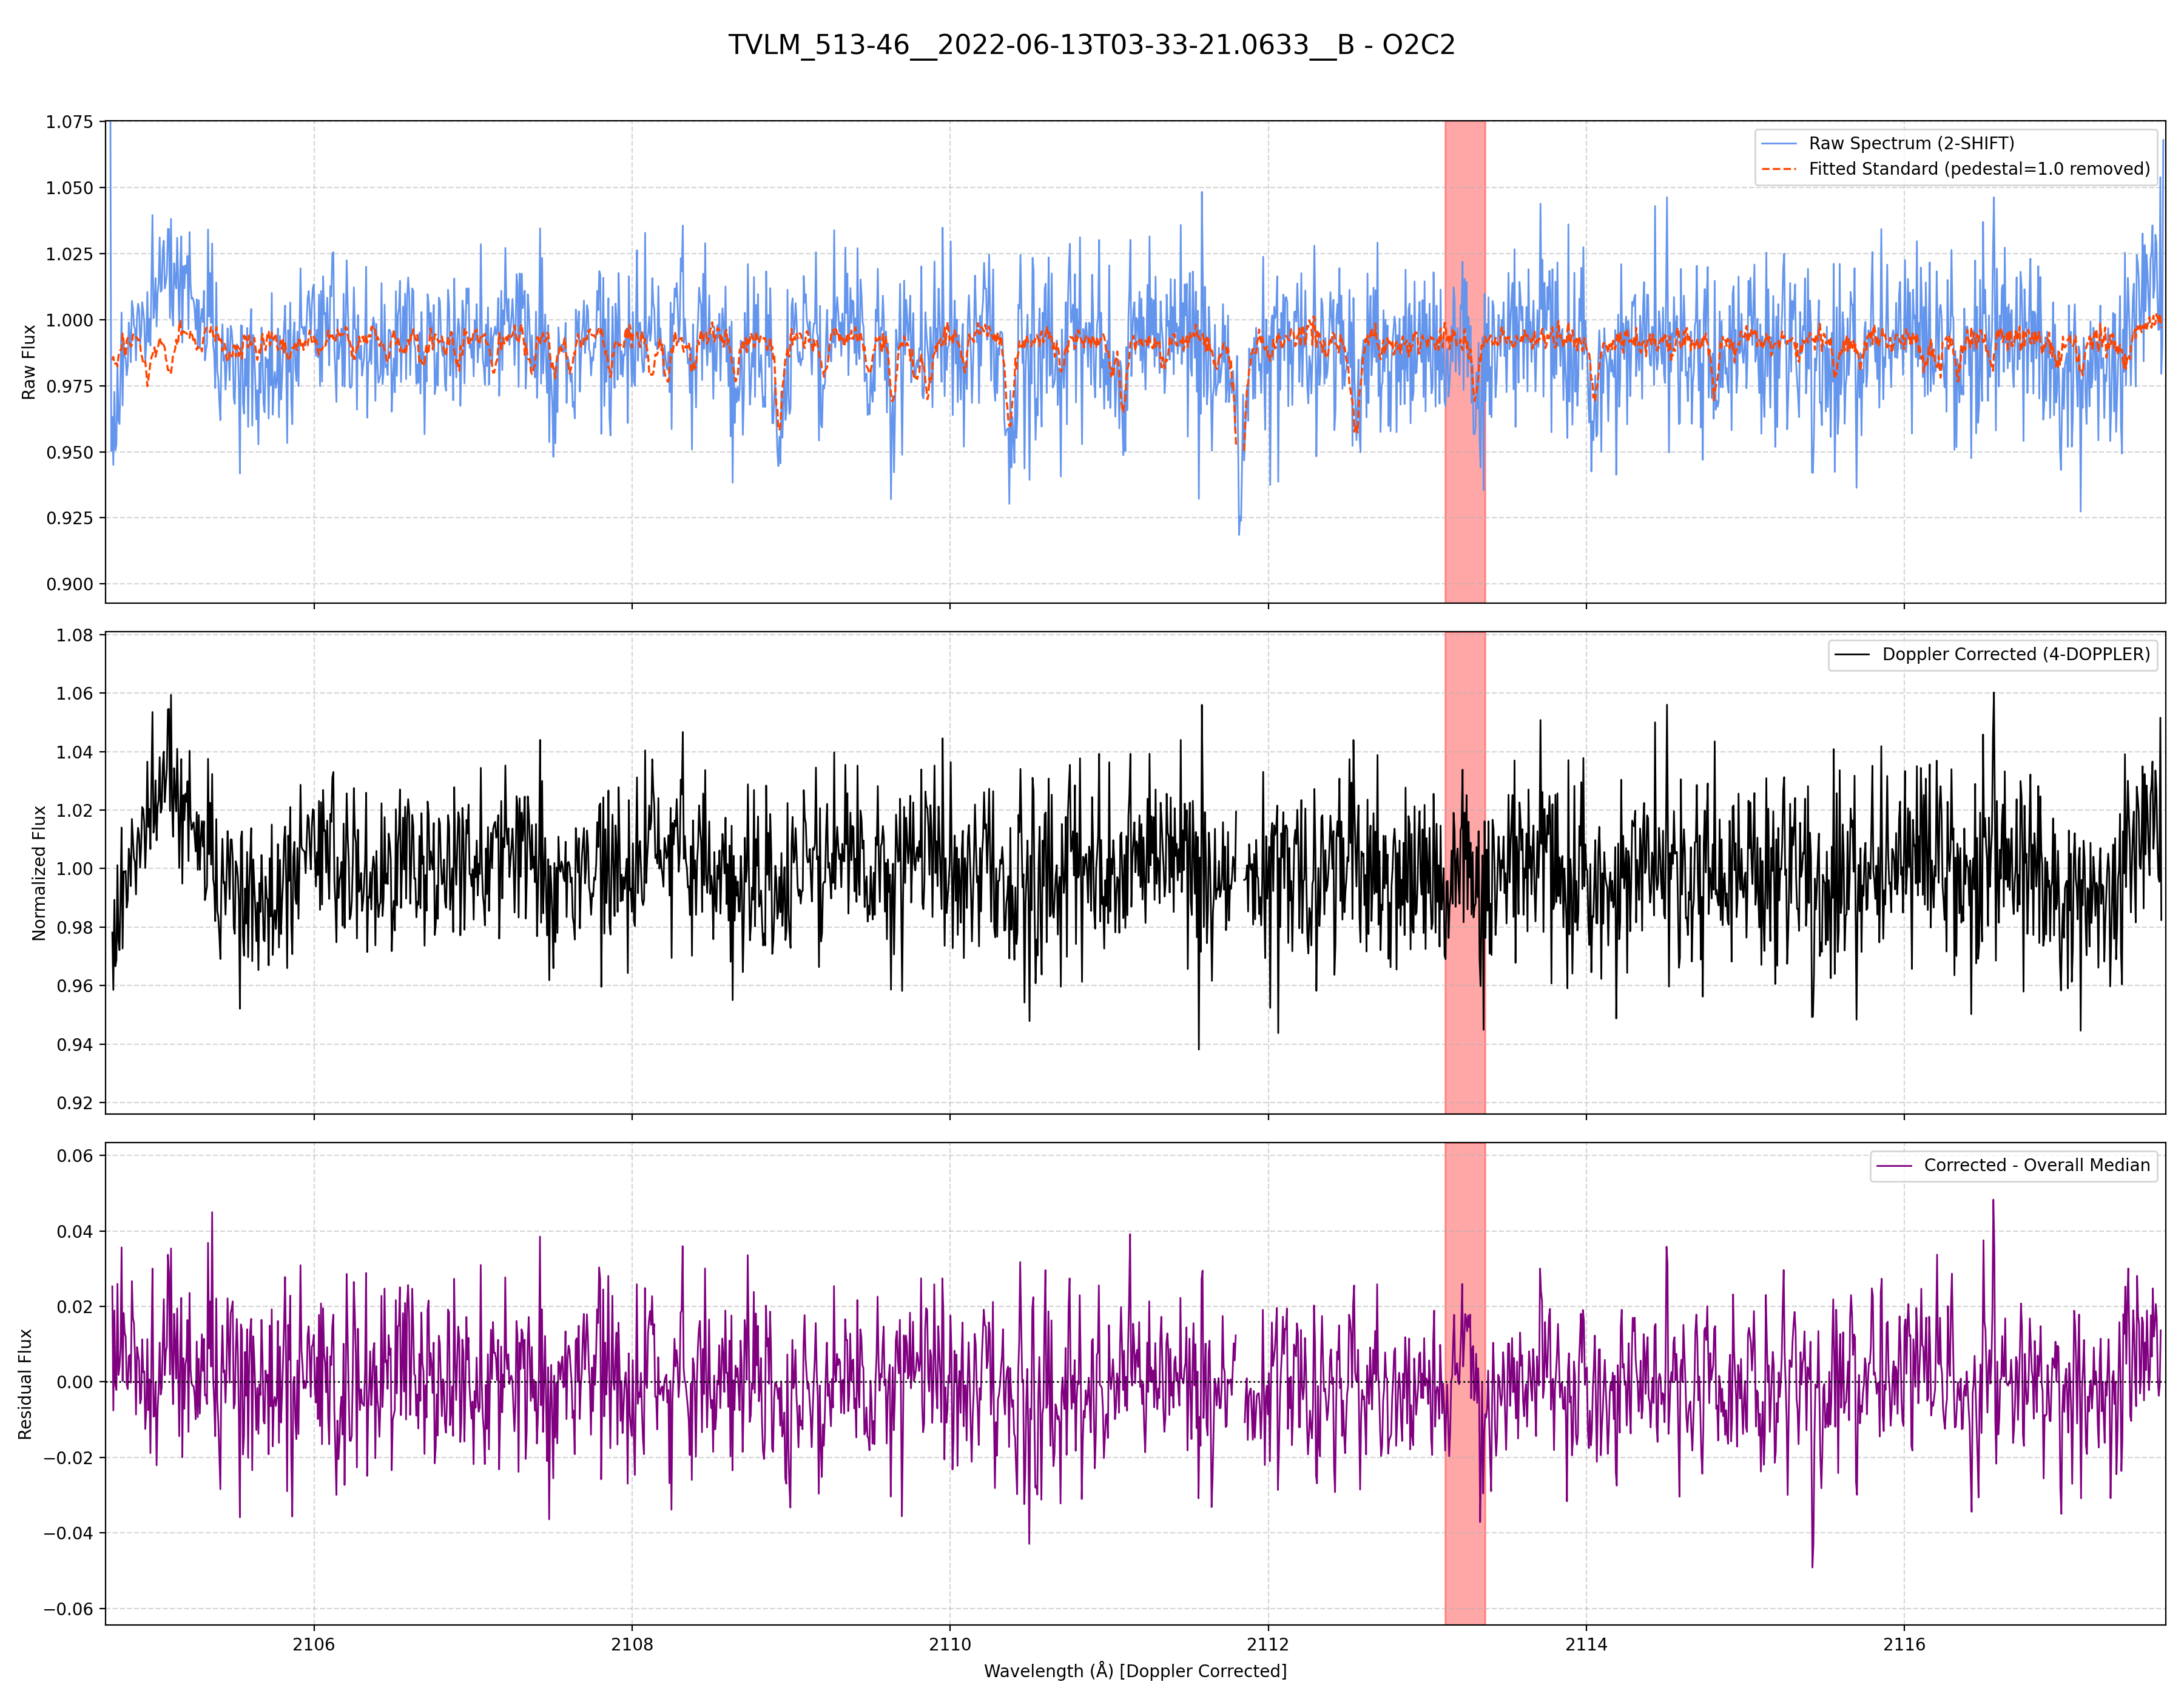 TVLM_513-46__2022-06-13T03-33-21.0633__B - O2C2
1.075
1.050
1.025
1.000
0.975
0.950
0.925
0.900
Raw Flux
Raw Spectrum (2-SHIFT)
Fitted Standard (pedestal=1.0 removed)
1.08
1.06
1.04
1.02
1.00
0.98
0.96
0.94
0.92
Normalized Flux
Doppler Corrected (4-DOPPLER)
0.06
0.04
0.02
0.00
−0.02
−0.04
−0.06
Residual Flux
Corrected - Overall Median
2106 2108 2110 2112 2114 2116
Wavelength (Å) [Doppler Corrected]